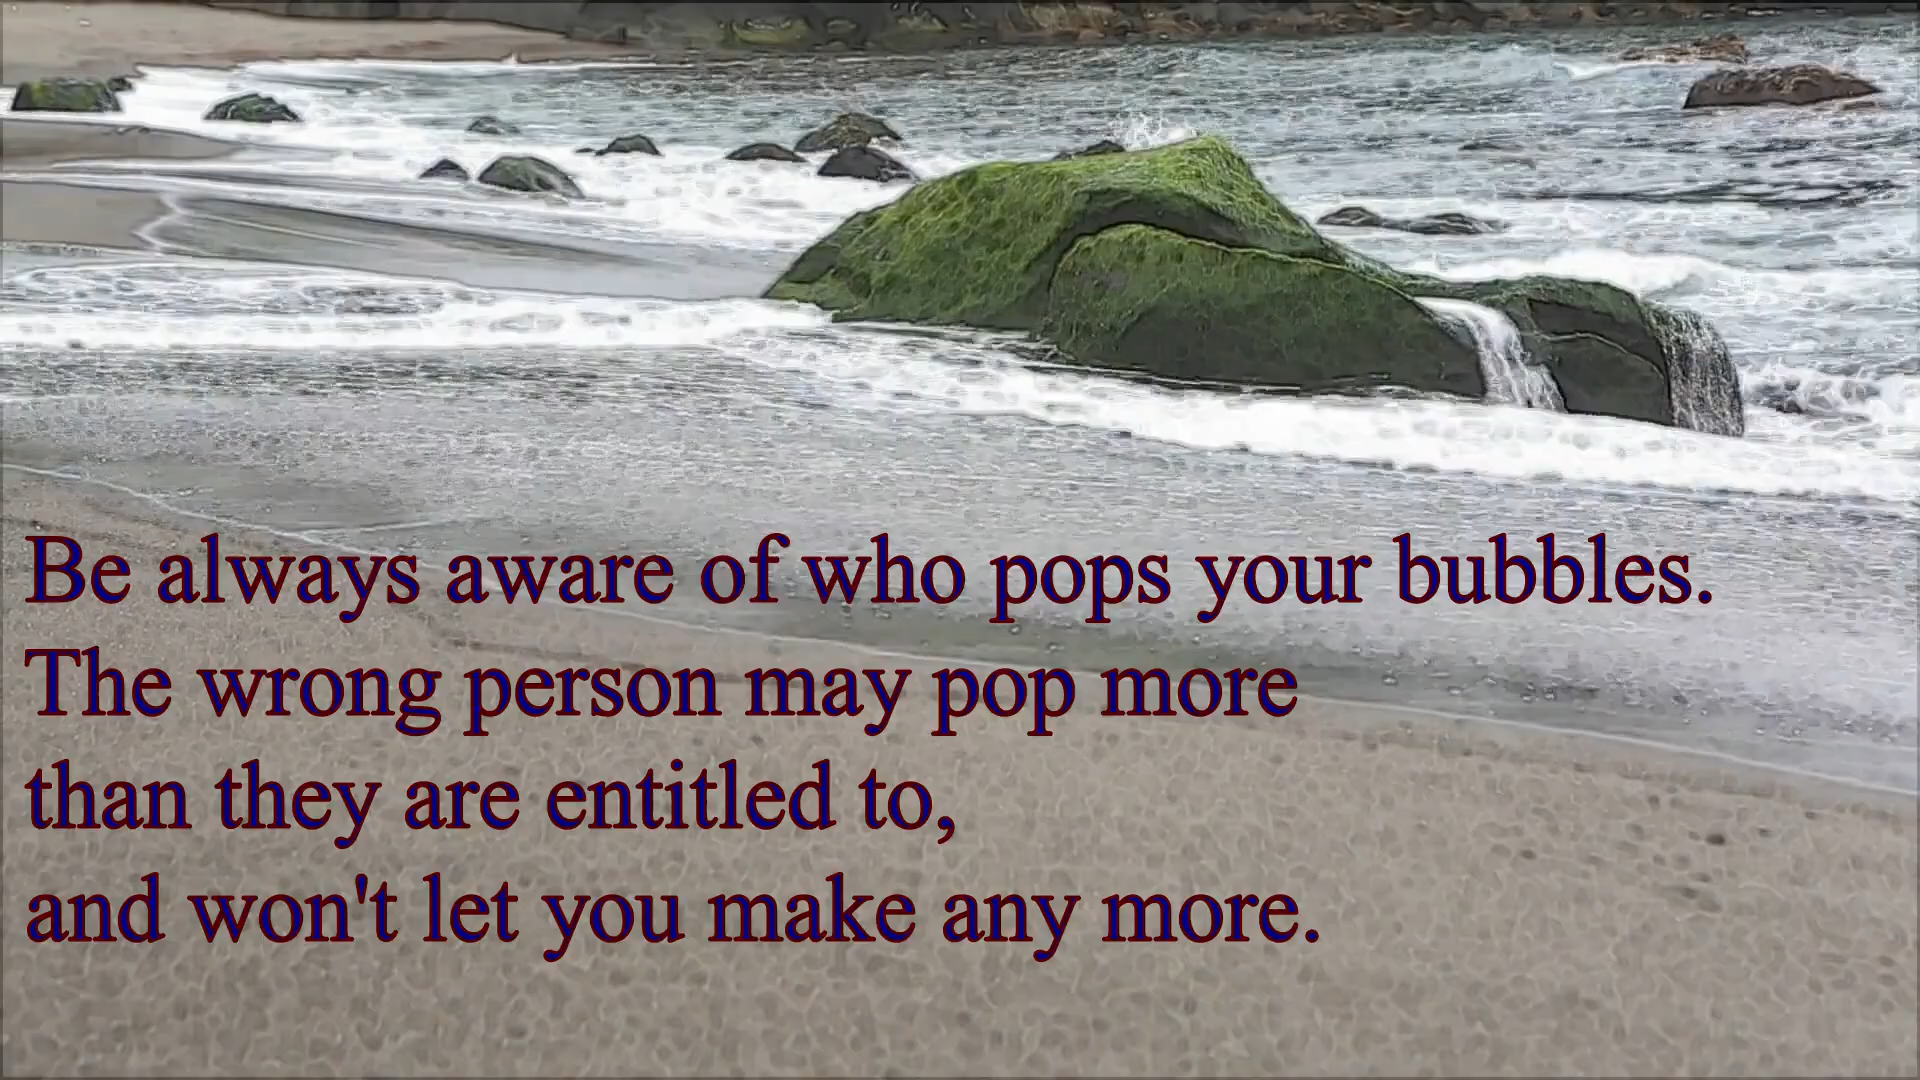 Be always aware of who pops your bubbles.
The wrong person may pop more
than they are entitled to,
and won't let you make any more.